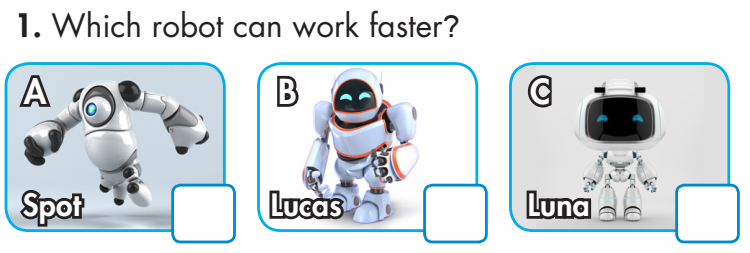 1. Which robot can work faster?
A
Spot
B
Lucas
C
Luna